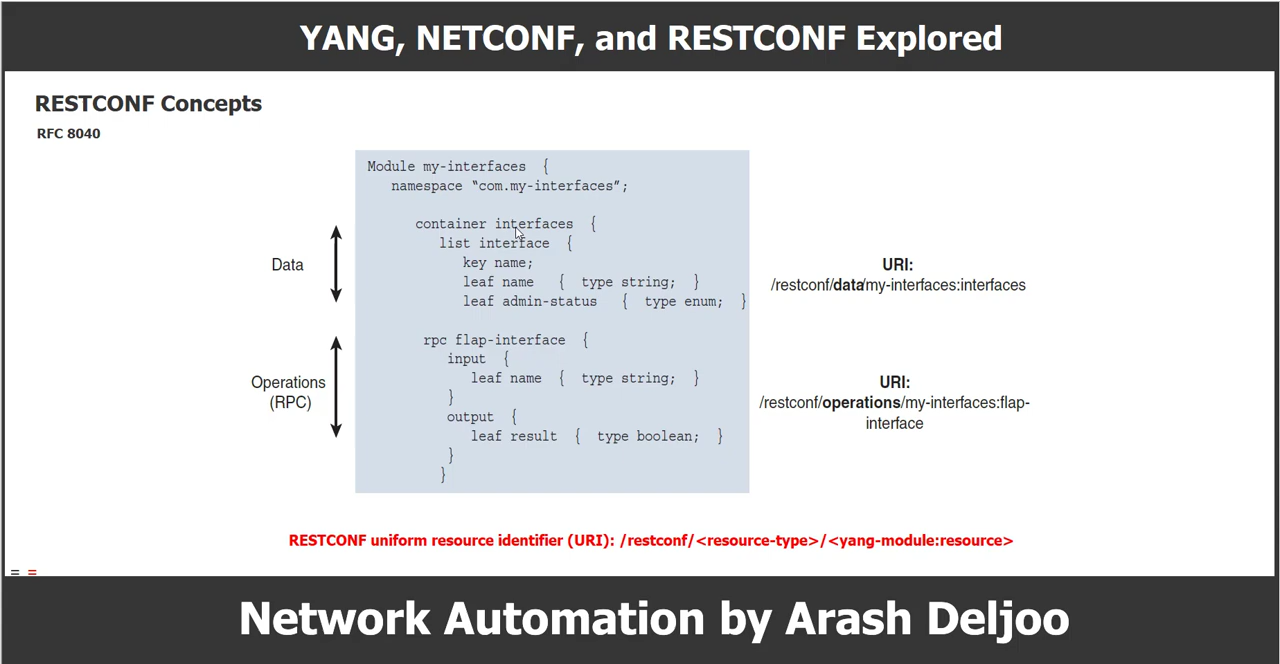 YANG, NETCONF, and RESTCONF Explored
RESTCONF Concepts
RFC 8040
Module my-interfaces {
namespace “com.my-interfaces”;
container interfaces {
list interface {
key name;
leaf name { type string; }
leaf admin-status { type enum; }
rpc flap-interface {
input {
leaf name { type string; }
}
output {
leaf result { type boolean; }
}
}
Data
Operations
(RPC)
URI:
/restconf/data/my-interfaces:interfaces
URI:
/restconf/operations/my-interfaces:flap-
interface
RESTCONF uniform resource identifier (URI): /restconf/<resource-type>/<yang-module:resource>
Network Automation by Arash Deljoo